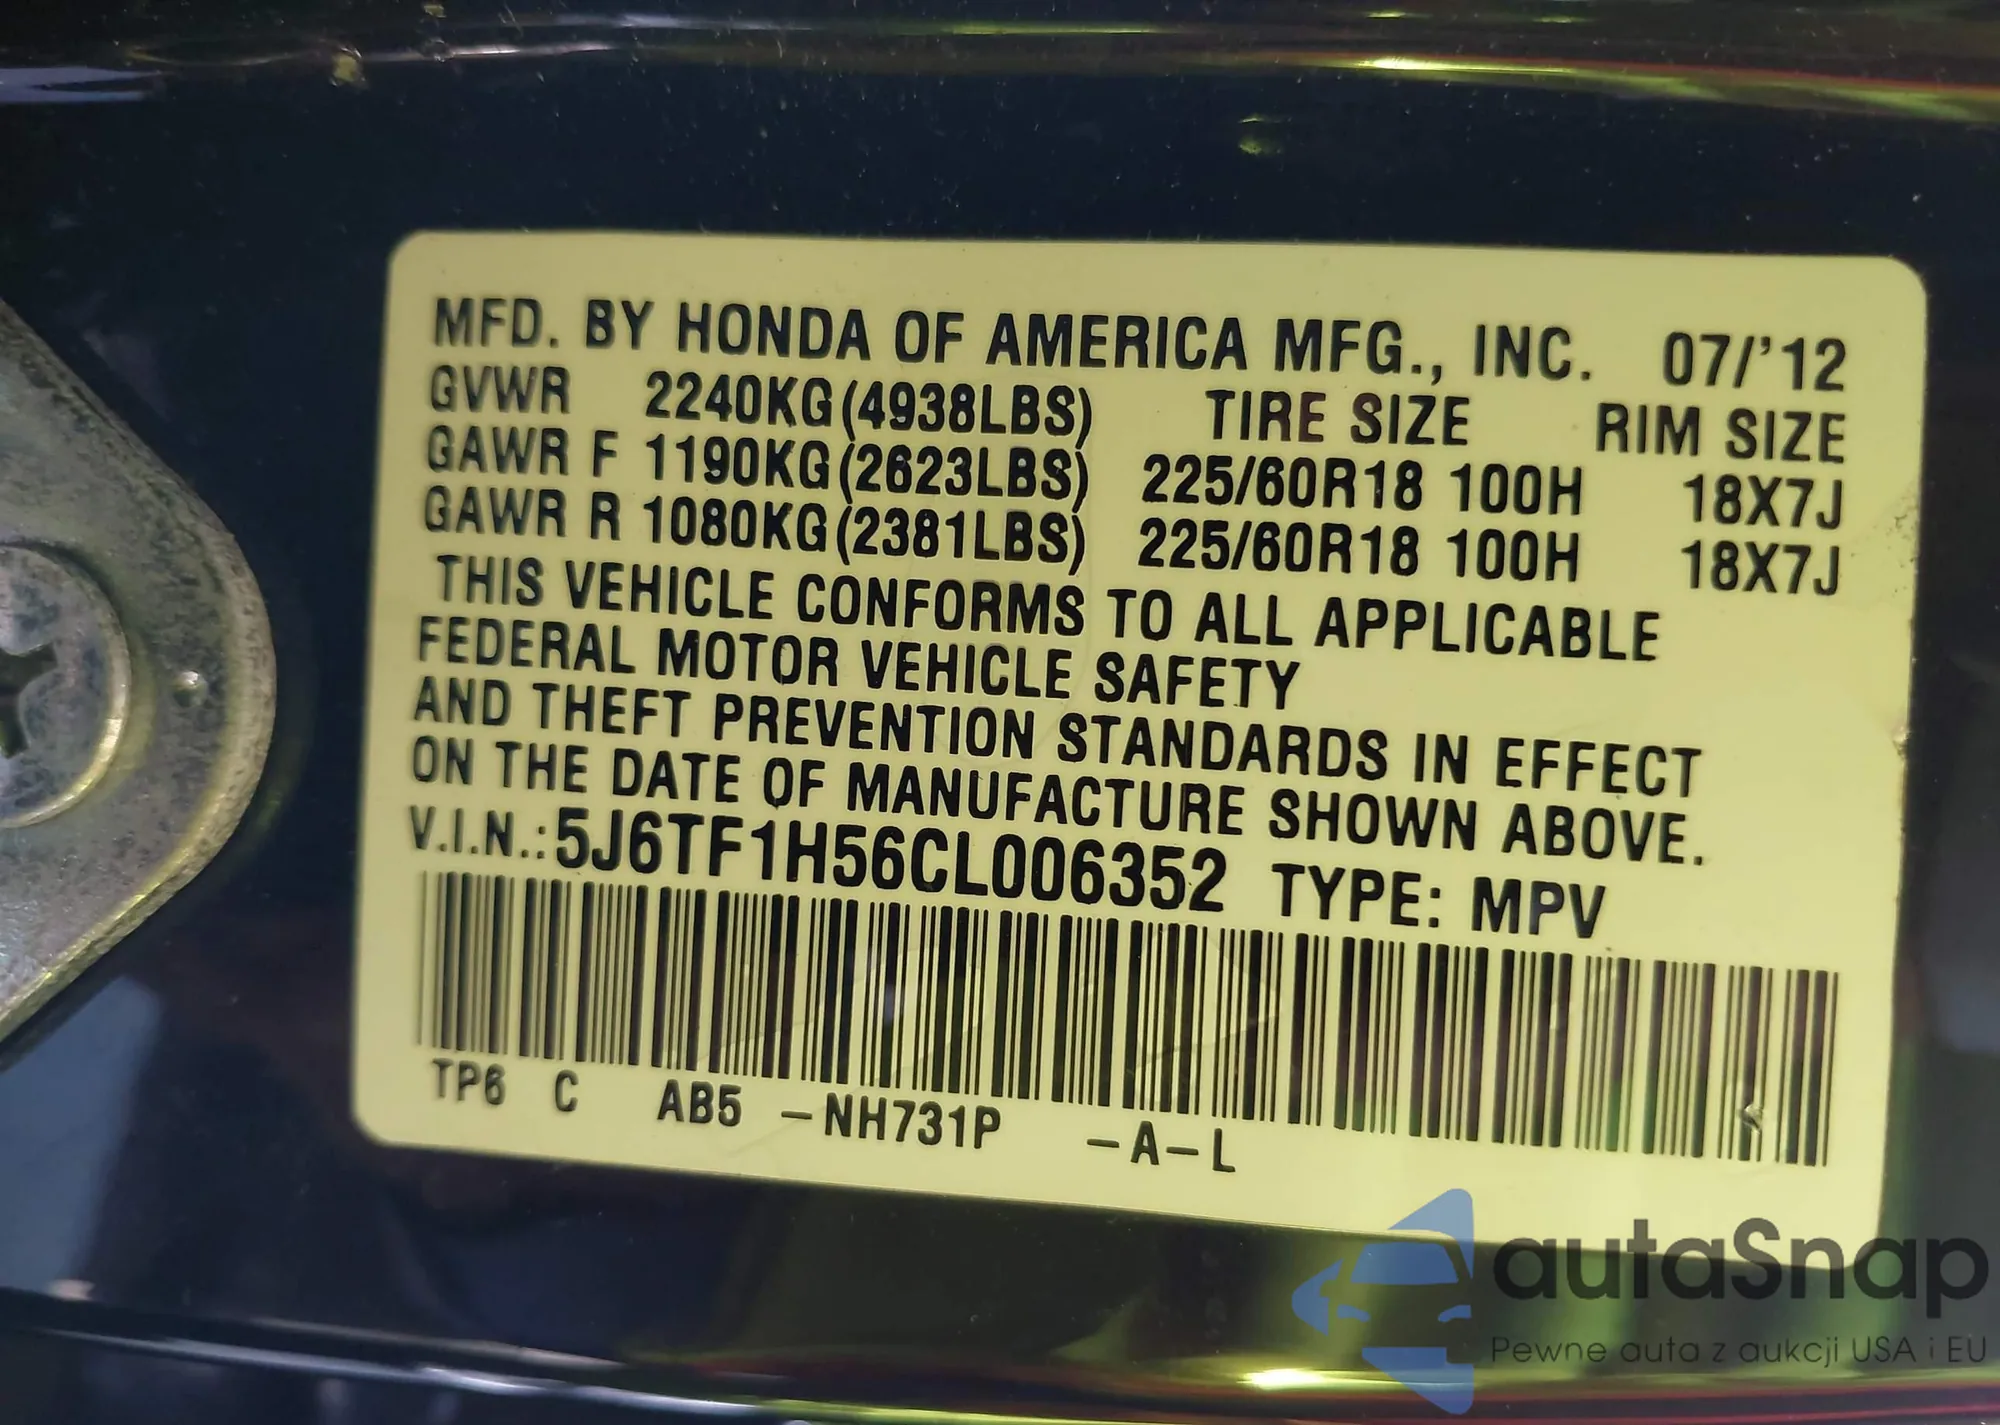 MFD. BY HONDA OF AMERICA MFG., INC. 07/'12
GVWR 2240KG(4938LBS) TIRE SIZE RIM SIZE
GAWR F 1190KG(2623LBS) 225/60R18 100H 18X7J
GAWR R 1080KG(2381LBS) 225/60R18 100H 18X7J
THIS VEHICLE CONFORMS TO ALL APPLICABLE
FEDERAL MOTOR VEHICLE SAFETY
AND THEFT PREVENTION STANDARDS IN EFFECT
ON THE DATE OF MANUFACTURE SHOWN ABOVE.
V.I.N.:5J6TF1H56CL006352 TYPE: MPV
TP6 C AB5 -NH731P -A-L
autaSnap
Pewne auta z aukcji USA i EU